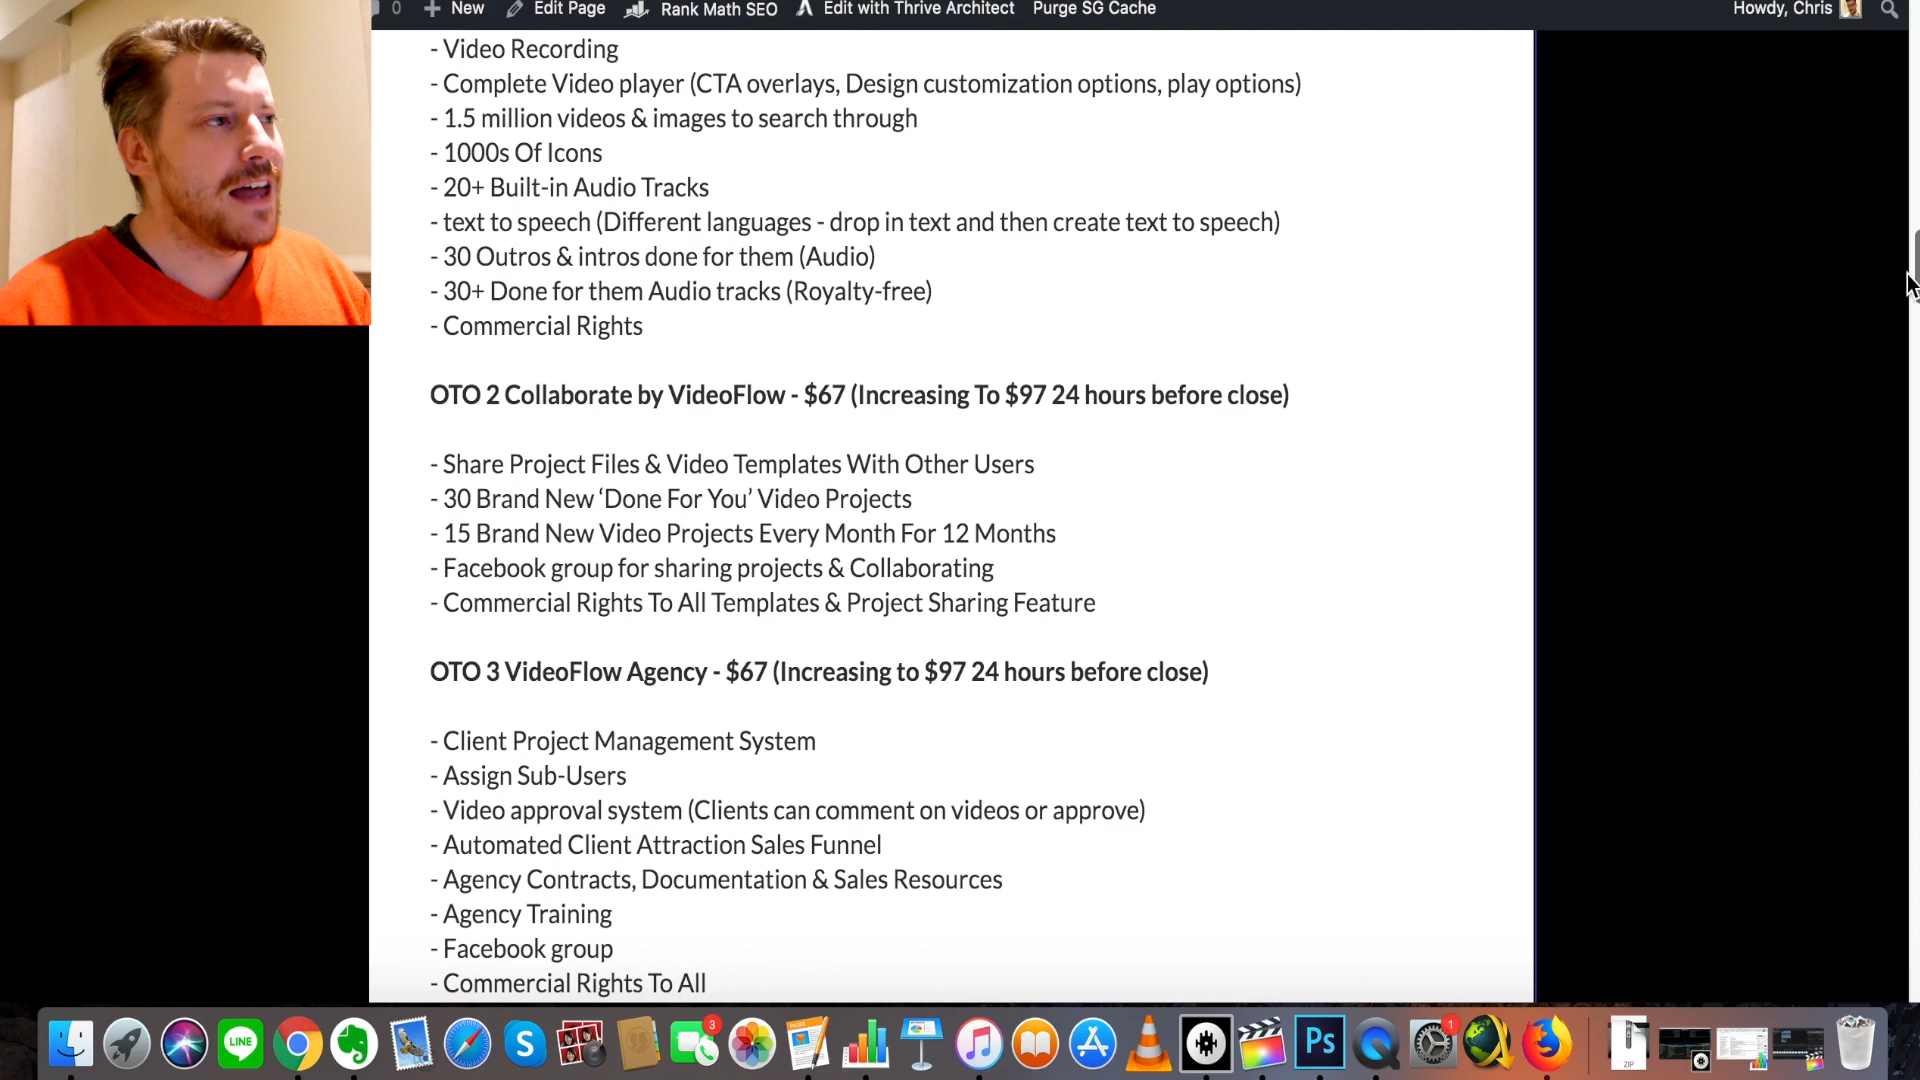 0 New Edit Page Rank Math SEO Edit with Thrive Architect Purge SG Cache Howdy, Chris
- Video Recording
- Complete Video player (CTA overlays, Design customization options, play options)
- 1.5 million videos & images to search through
- 1000s Of Icons
- 20+ Built-in Audio Tracks
- text to speech (Different languages - drop in text and then create text to speech)
- 30 Outros & intros done for them (Audio)
- 30+ Done for them Audio tracks (Royalty-free)
- Commercial Rights
OTO 2 Collaborate by VideoFlow - $67 (Increasing To $97 24 hours before close)
- Share Project Files & Video Templates With Other Users
- 30 Brand New ‘Done For You’ Video Projects
- 15 Brand New Video Projects Every Month For 12 Months
- Facebook group for sharing projects & Collaborating
- Commercial Rights To All Templates & Project Sharing Feature
OTO 3 VideoFlow Agency - $67 (Increasing to $97 24 hours before close)
- Client Project Management System
- Assign Sub-Users
- Video approval system (Clients can comment on videos or approve)
- Automated Client Attraction Sales Funnel
- Agency Contracts, Documentation & Sales Resources
- Agency Training
- Facebook group
- Commercial Rights To All
LINE
3
PAGES
Ps
1
ZIP